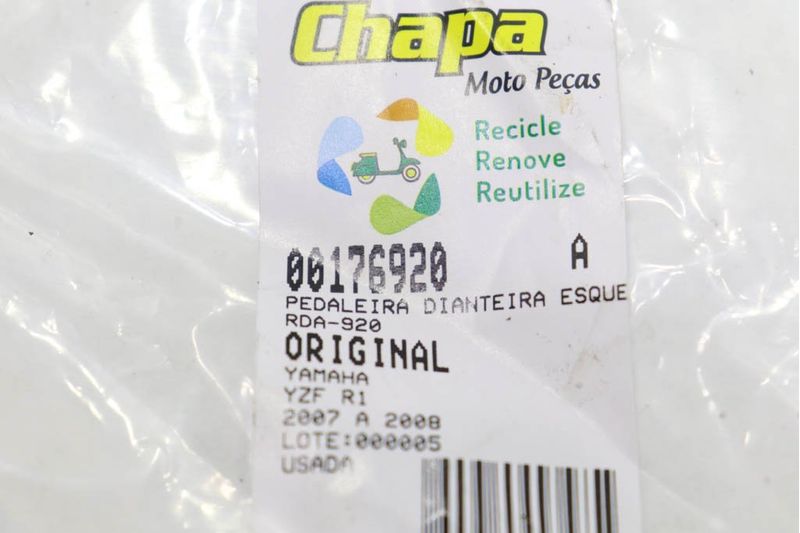 Chapa
Moto Peças
Recicle
Renove
Reutilize
00176920 A
PEDALEIRA DIANTEIRA ESQUE
RDA-920
ORIGINAL
YAMAHA
YZF R1
2007 A 2008
LOTE:000005
USADA